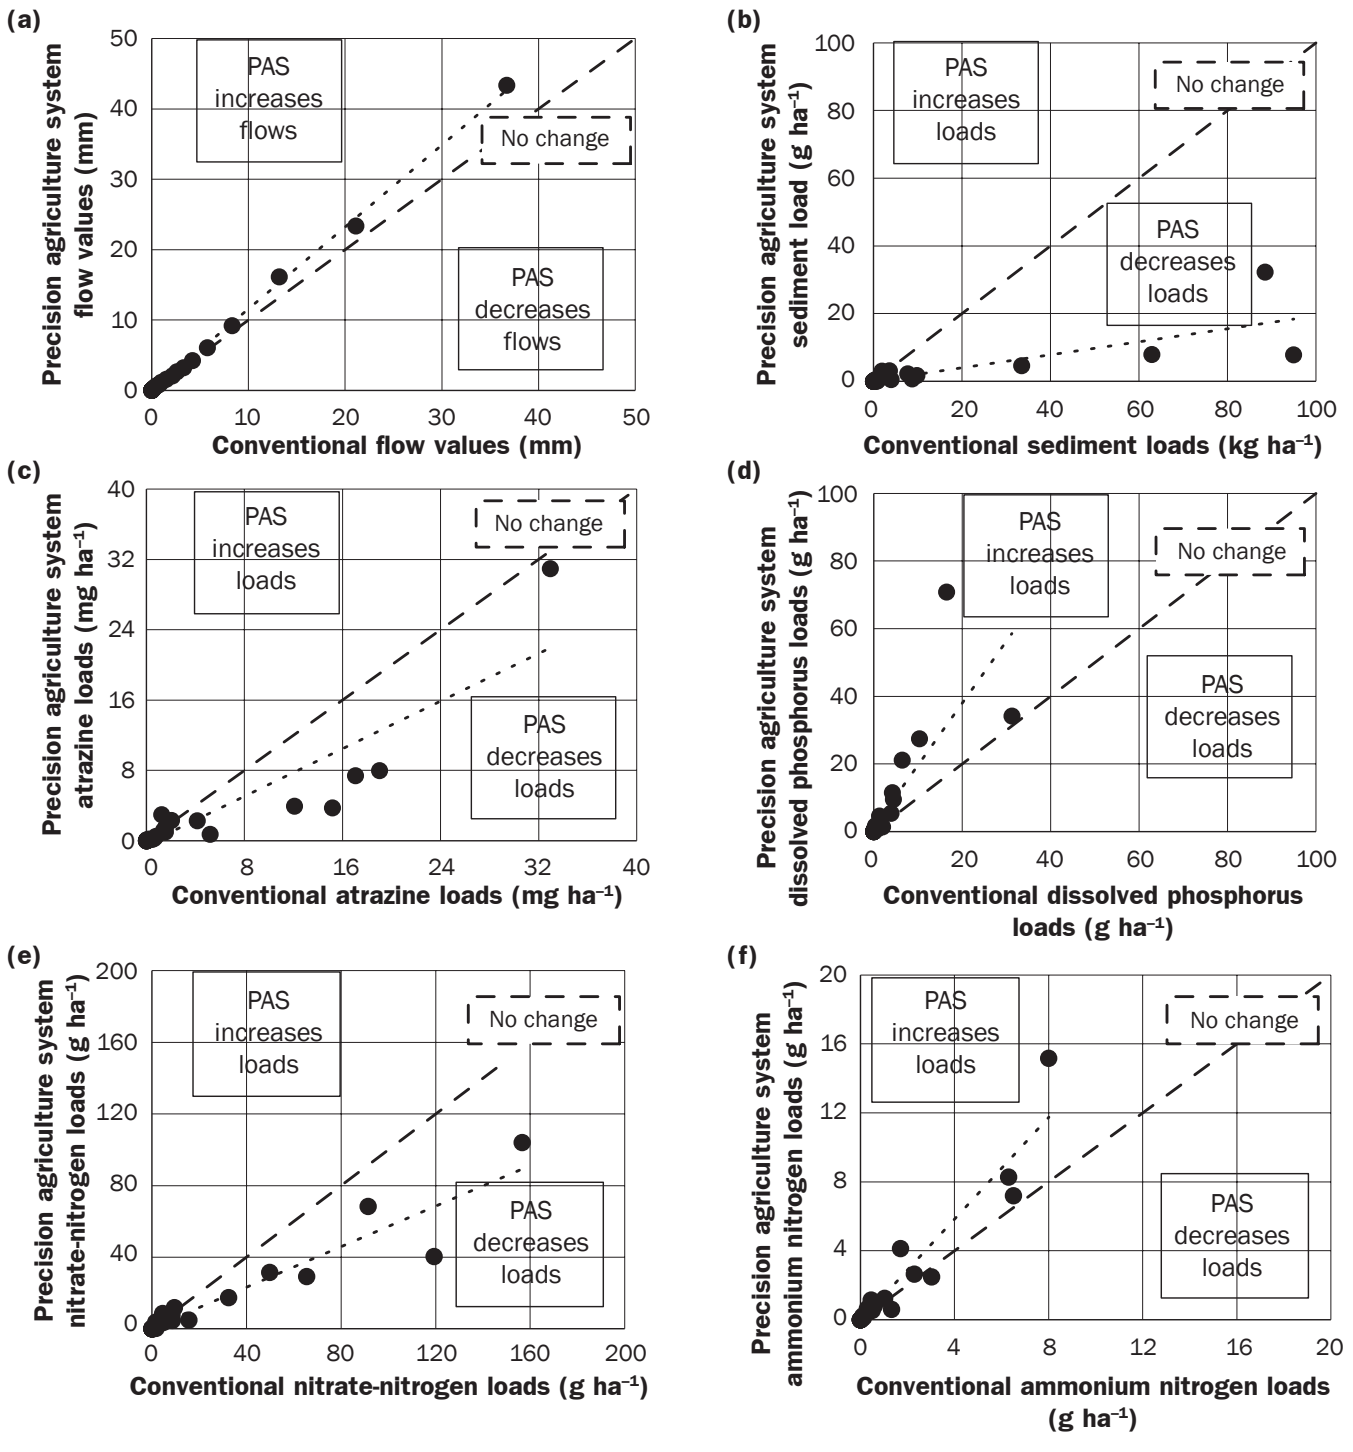 (a)
Precision agriculture system
flow values (mm)
50
40
30
20
10
0
PAS
increases
flows
No change
PAS
decreases
flows
0 10 20 30 40 50
Conventional flow values (mm)
(b)
Precision agriculture system
sediment load (g ha⁻¹)
100
80
60
40
20
0
PAS
increases
loads
No change
PAS
decreases
loads
0 20 40 60 80 100
Conventional sediment loads (kg ha⁻¹)
(c)
Precision agriculture system
atrazine loads (mg ha⁻¹)
40
32
24
16
8
0
PAS
increases
loads
No change
PAS
decreases
loads
0 8 16 24 32 40
Conventional atrazine loads (mg ha⁻¹)
(d)
Precision agriculture system
dissolved phosphorus loads (g ha⁻¹)
100
80
60
40
20
0
PAS
increases
loads
No change
PAS
decreases
loads
0 20 40 60 80 100
Conventional dissolved phosphorus
loads (g ha⁻¹)
(e)
Precision agriculture system
nitrate-nitrogen loads (g ha⁻¹)
200
160
120
80
40
0
PAS
increases
loads
No change
PAS
decreases
loads
0 40 80 120 160 200
Conventional nitrate-nitrogen loads (g ha⁻¹)
(f)
Precision agriculture system
ammonium nitrogen loads (g ha⁻¹)
20
16
12
8
4
0
PAS
increases
loads
No change
PAS
decreases
loads
0 4 8 12 16 20
Conventional ammonium nitrogen loads
(g ha⁻¹)